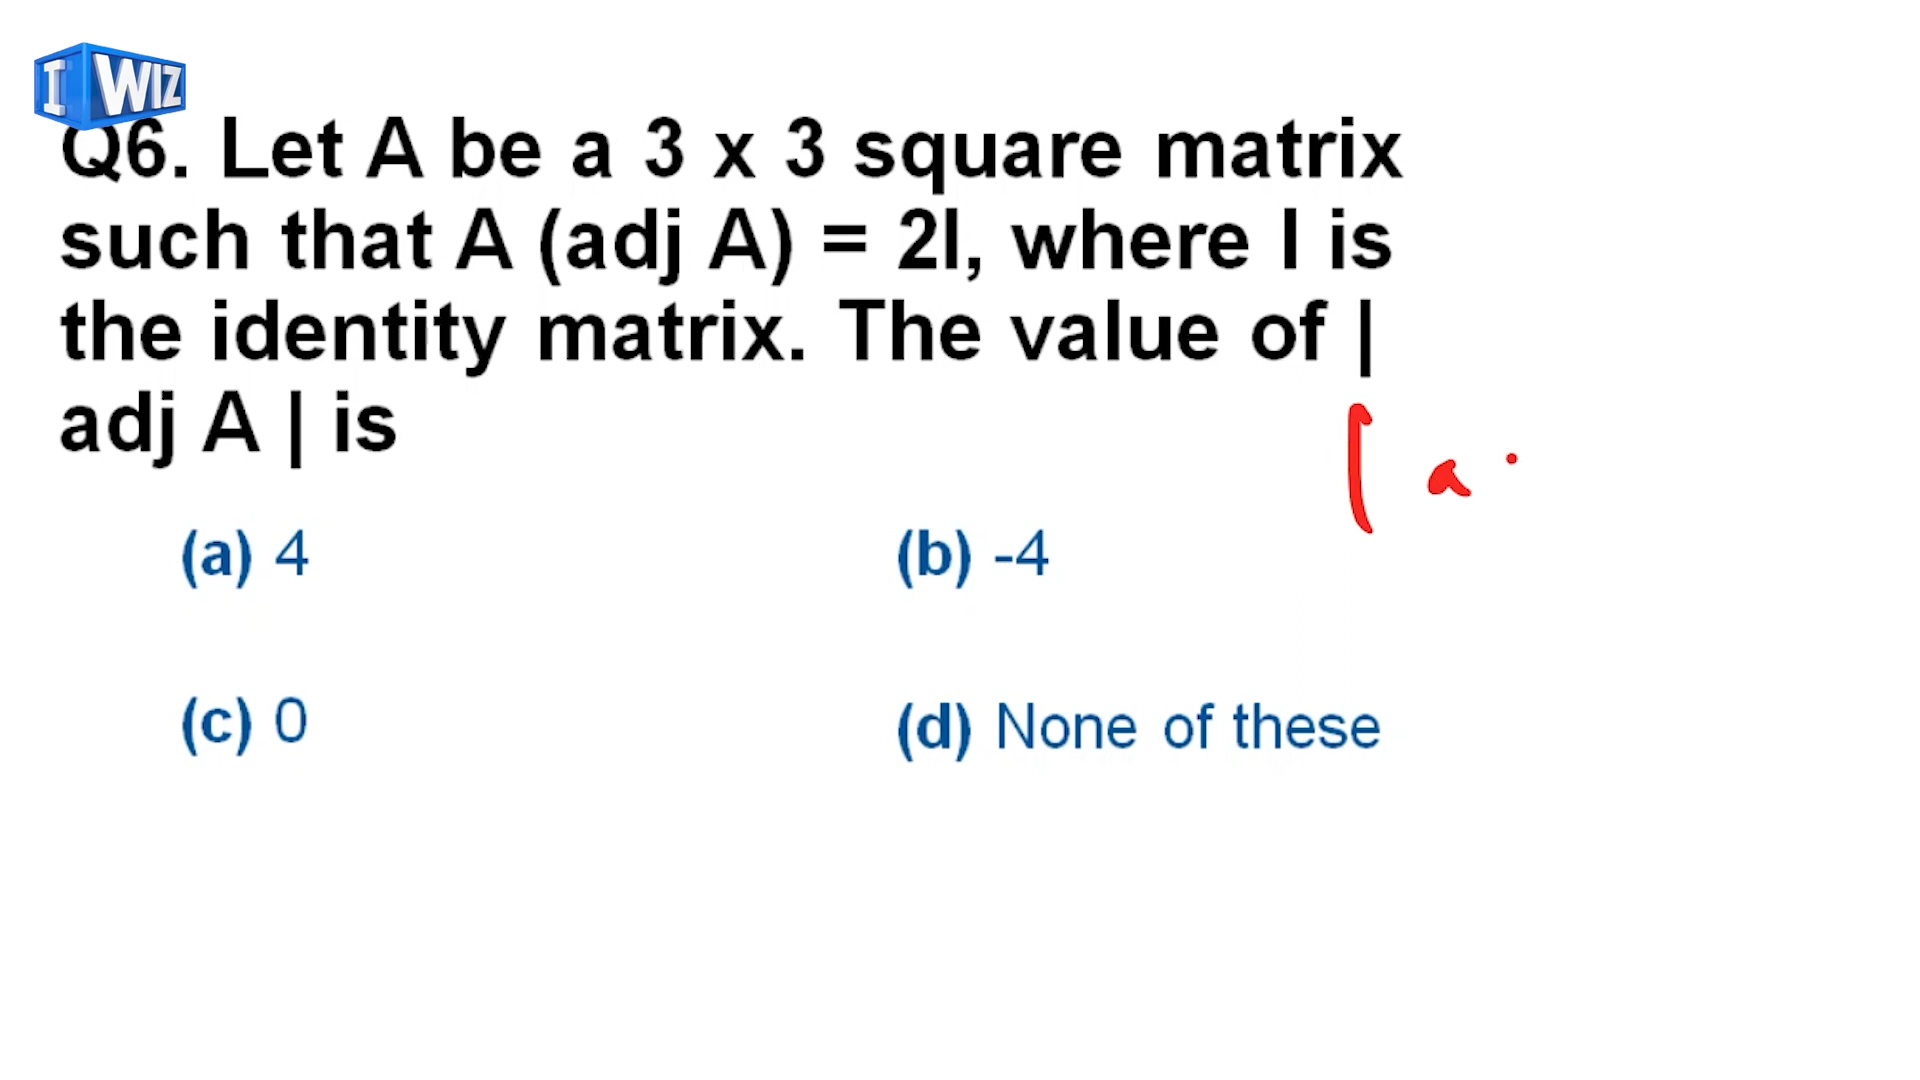 I WIZ
Q6. Let A be a 3 x 3 square matrix
such that A (adj A) = 2I, where I is
the identity matrix. The value of |
adj A | is
| a
(a) 4
(b) -4
(c) 0
(d) None of these